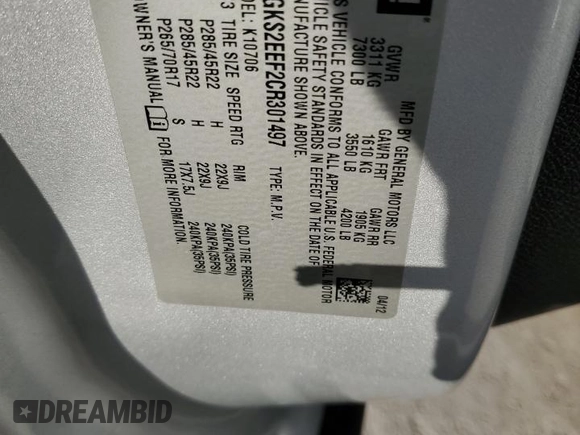 MFD BY GENERAL MOTORS LLC
04/12
GVWR GAWR FRT GAWR RR
3311 KG 1610 KG 1905 KG
7300 LB 3550 LB 4200 LB
S VEHICLE CONFORMS TO ALL APPLICABLE U.S. FEDERAL MOTOR
HICLE SAFETY STANDARDS IN EFFECT ON THE DATE OF
NUFACTURE SHOWN ABOVE.
GKS2EEF2CR301497 TYPE: M.P.V.
DEL: K10706
TIRE SIZE SPEED RTG RIM COLD TIRE PRESSURE
P285/45R22 H 22X9J 240KPA(35PSI)
P285/45R22 H 22X9J 240KPA(35PSI)
P265/70R17 S 17X7.5J 240KPA(35PSI)
OWNER'S MANUAL i FOR MORE INFORMATION.
DREAMBID